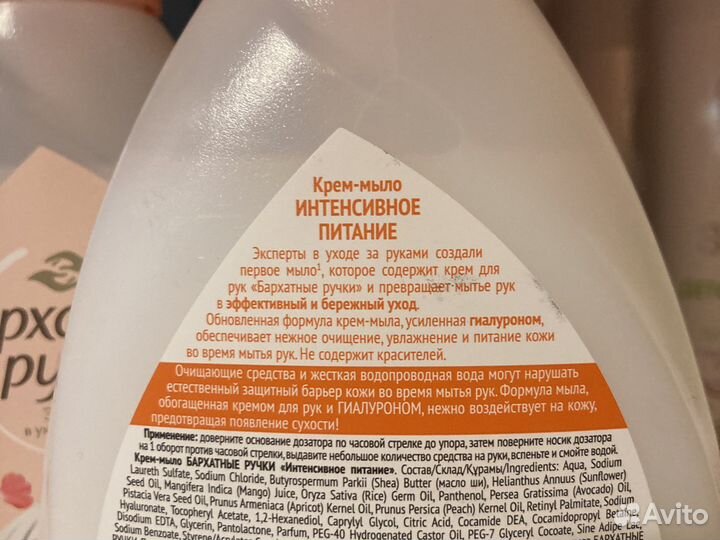 Крем-мыло
ИНТЕНСИВНОЕ
ПИТАНИЕ
Эксперты в уходе за руками создали
первое мыло¹, которое содержит крем для
рук «Бархатные ручки» и превращает мытье рук
в эффективный и бережный уход.
Обновленная формула крем-мыла, усиленная гиалуроном,
обеспечивает нежное очищение, увлажнение и питание кожи
во время мытья рук. Не содержит красителей.
Очищающие средства и жесткая водопроводная вода могут нарушать
естественный защитный барьер кожи во время мытья рук. Формула мыла,
обогащенная кремом для рук и ГИАЛУРОНОМ, нежно воздействует на кожу,
предотвращая появление сухости!
Применение: доверните основание дозатора по часовой стрелке до упора, затем поверните носик дозатора
на 1 оборот против часовой стрелки, выдавите небольшое количество средства на руки, вспеньте и смойте водой.
Крем-мыло БАРХАТНЫЕ РУЧКИ «Интенсивное питание». Состав/Склад/Құрамы/Ingredients: Aqua, Sodium
Laureth Sulfate, Sodium Chloride, Butyrospermum Parkii (Shea) Butter (масло ши), Helianthus Annuus (Sunflower)
Seed Oil, Mangifera Indica (Mango) Juice, Oryza Sativa (Rice) Germ Oil, Panthenol, Persea Gratissima (Avocado) Oil,
Pistacia Vera Seed Oil, Prunus Armeniaca (Apricot) Kernel Oil, Prunus Persica (Peach) Kernel Oil, Retinyl Palmitate, Sodium
Hyaluronate, Tocopheryl Acetate, 1,2-Hexanediol, Caprylyl Glycol, Citric Acid, Cocamide DEA, Cocamidopropyl Betaine,
Disodium EDTA, Glycerin, Pantolactone, Parfum, PEG-40 Hydrogenated Castor Oil, PEG-7 Glyceryl Cocoate,
Sodium Benzoate,
Avito